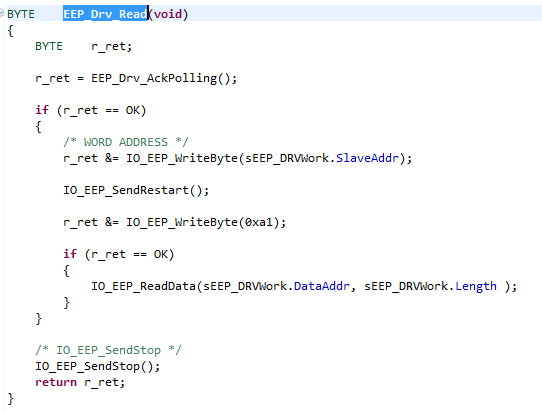 BYTE    EEP_Drv_Read(void)
{
    BYTE    r_ret;
    r_ret = EEP_Drv_AckPolling();
    if (r_ret == OK)
    {
        /* WORD ADDRESS */
        r_ret &= IO_EEP_WriteByte(sEEP_DRVWork.SlaveAddr);
        IO_EEP_SendRestart();
        r_ret &= IO_EEP_WriteByte(0xa1);
        if (r_ret == OK)
        {
            IO_EEP_ReadData(sEEP_DRVWork.DataAddr, sEEP_DRVWork.Length );
        }
    }
    /* IO_EEP_SendStop */
    IO_EEP_SendStop();
    return r_ret;
}